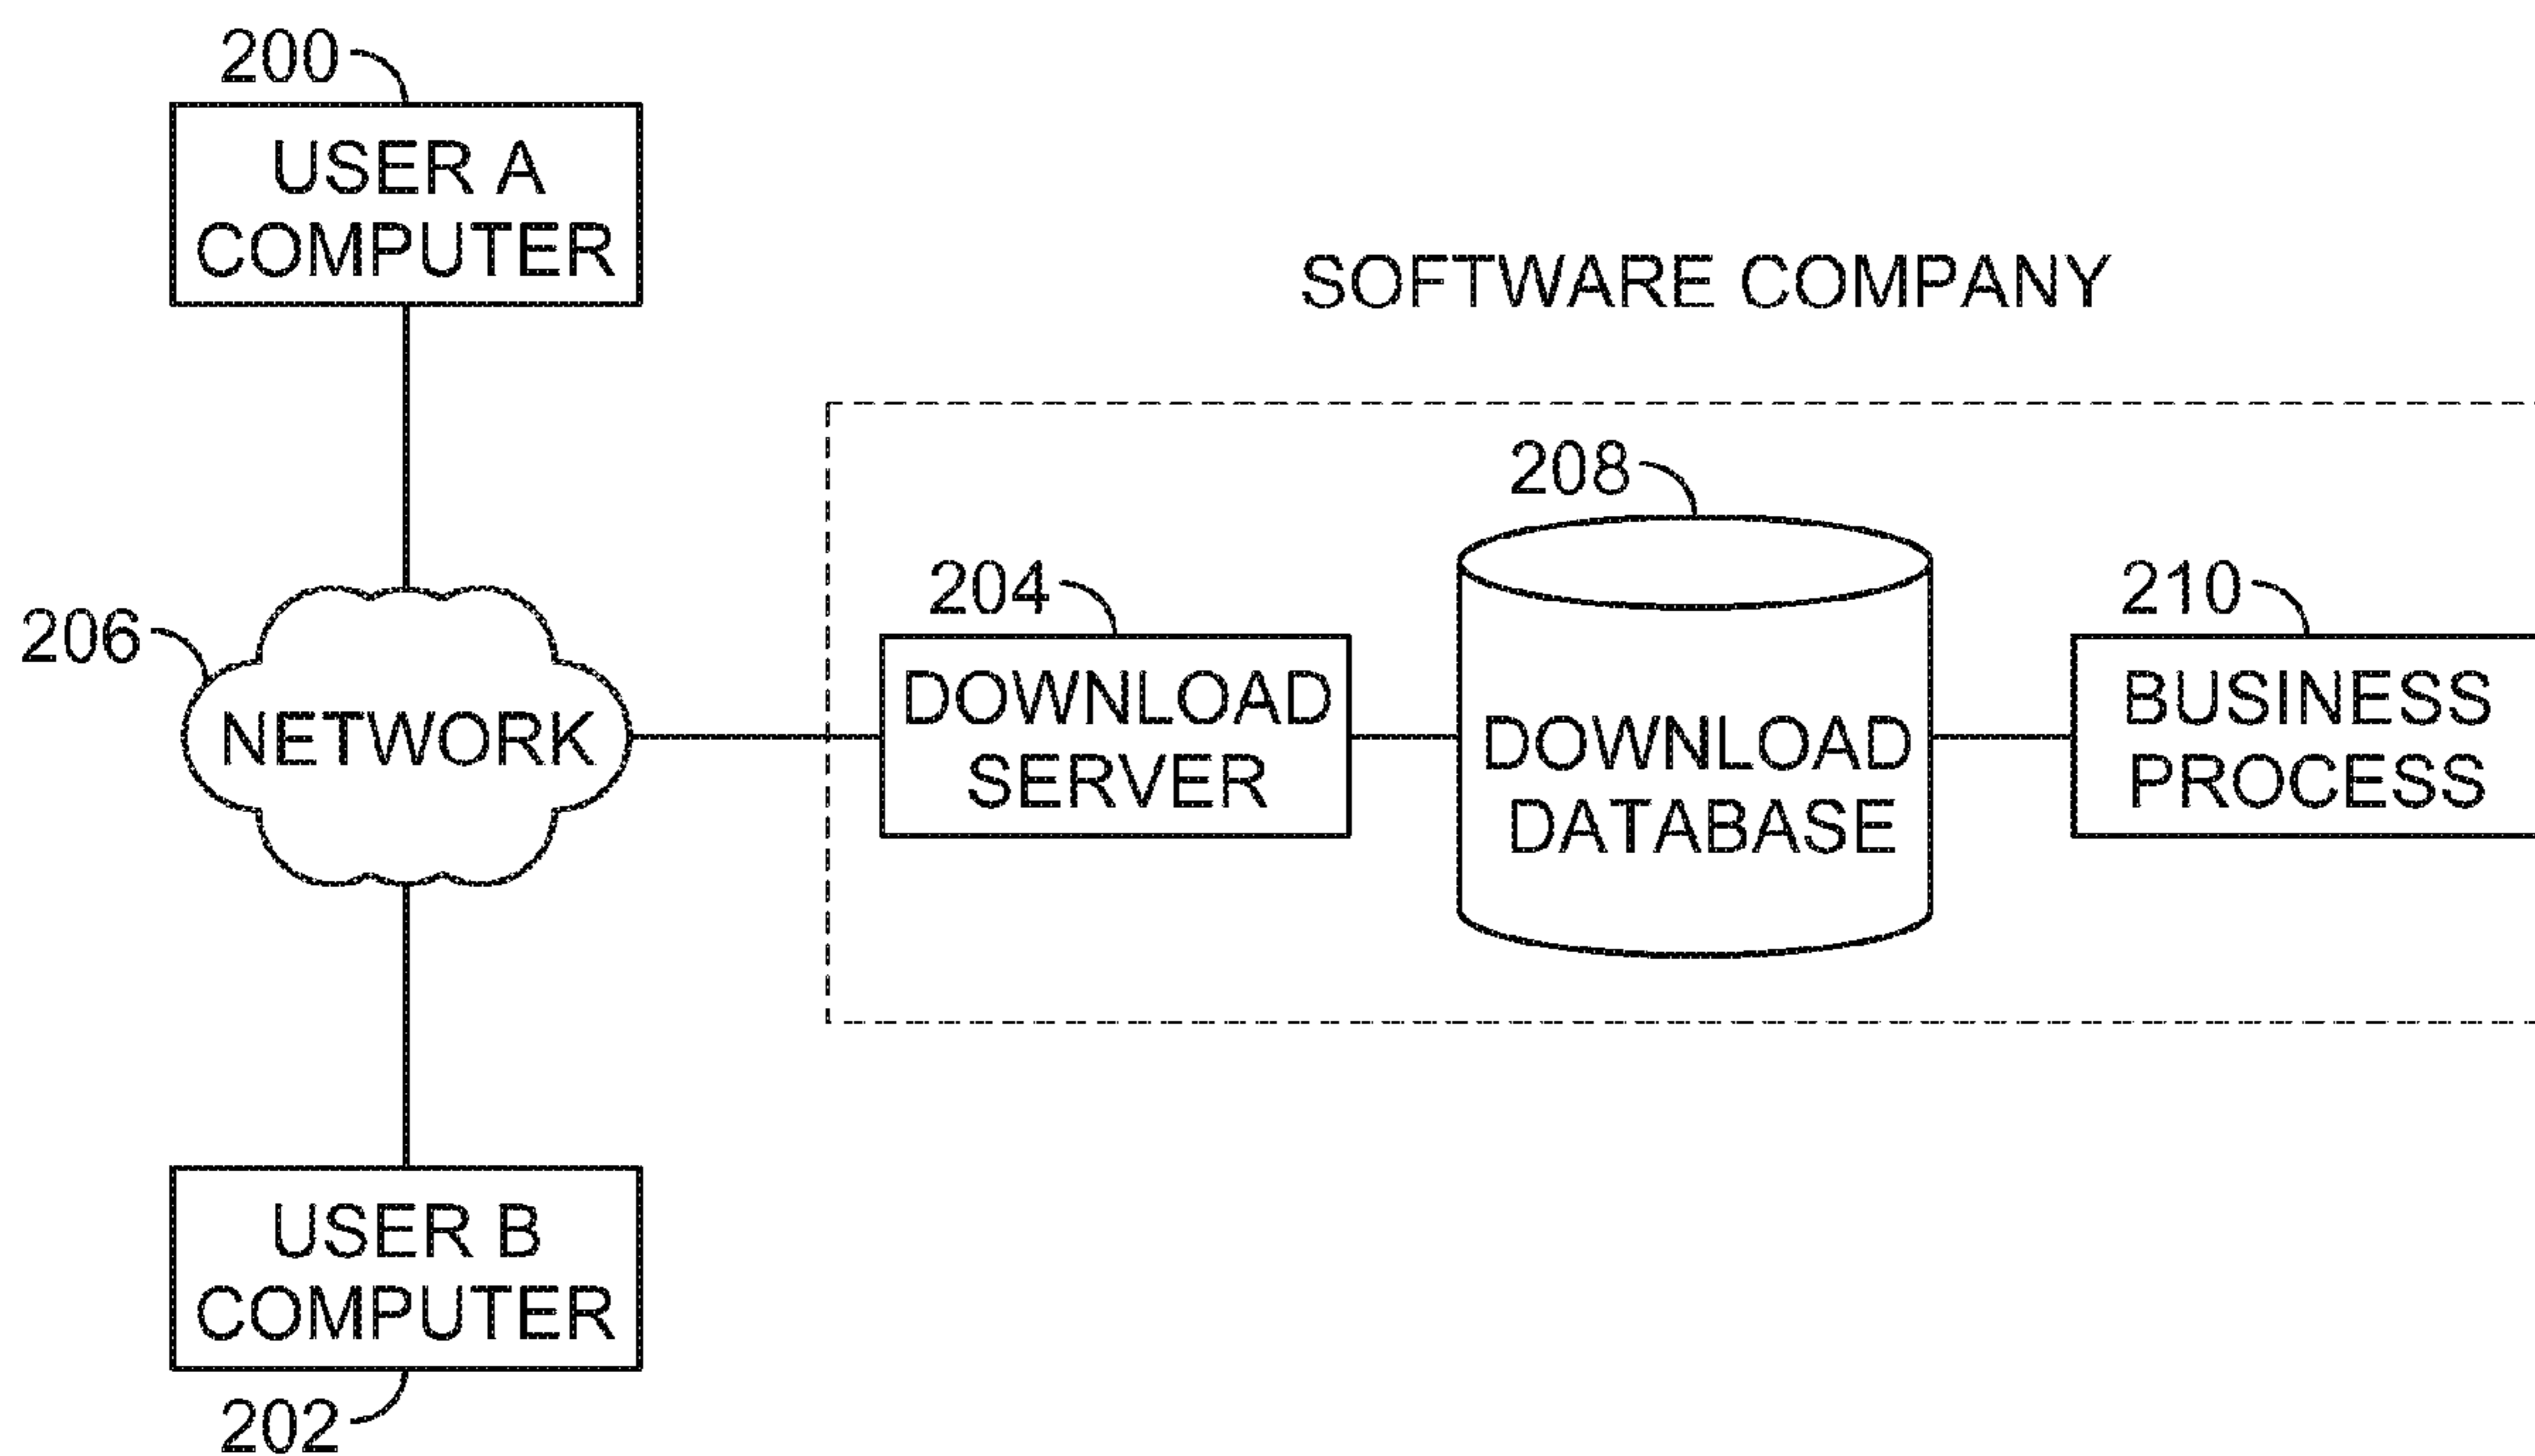 200
USER A
COMPUTER
SOFTWARE COMPANY
208
204
210
206
NETWORK
DOWNLOAD
SERVER
DOWNLOAD
DATABASE
BUSINESS
PROCESS
USER B
COMPUTER
202